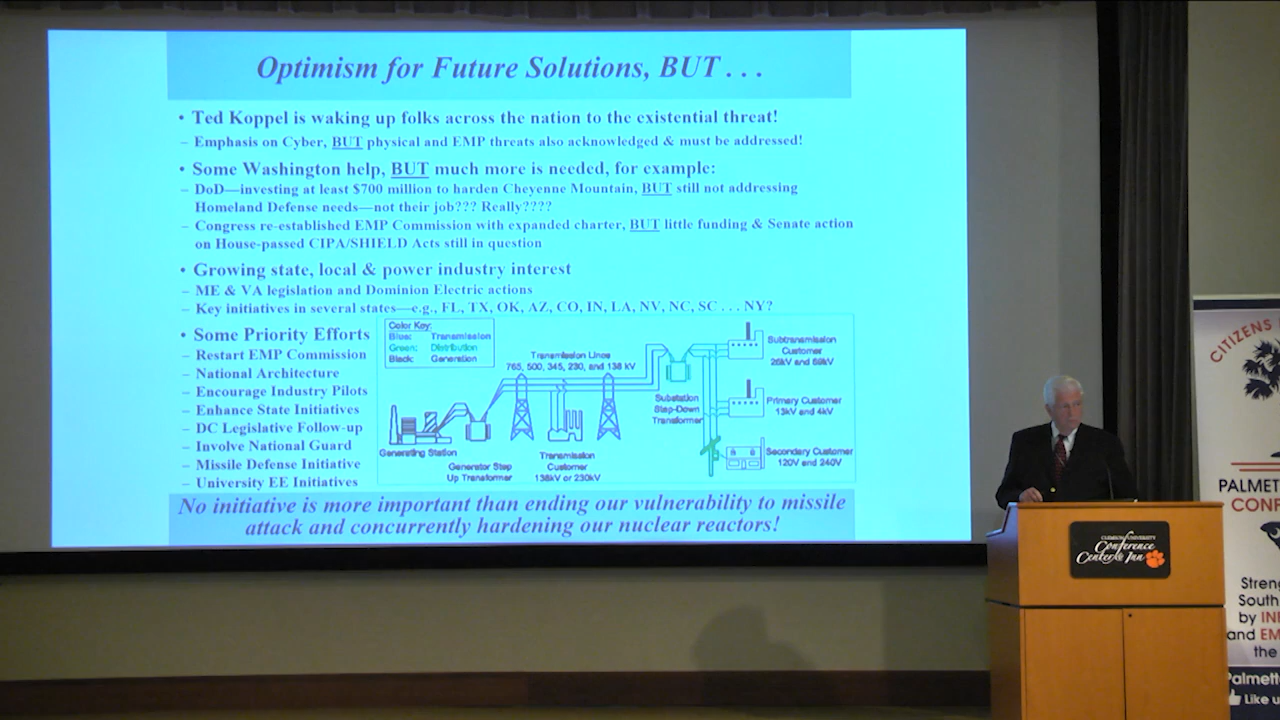 Optimism for Future Solutions, BUT . . .
• Ted Koppel is waking up folks across the nation to the existential threat!
– Emphasis on Cyber, BUT physical and EMP threats also acknowledged & must be addressed!
• Some Washington help, BUT much more is needed, for example:
– DoD—investing at least $700 million to harden Cheyenne Mountain, BUT still not addressing
Homeland Defense needs—not their job??? Really????
– Congress re-established EMP Commission with expanded charter, BUT little funding & Senate action
on House-passed CIPA/SHIELD Acts still in question
• Growing state, local & power industry interest
– ME & VA legislation and Dominion Electric actions
– Key initiatives in several states—e.g., FL, TX, OK, AZ, CO, IN, LA, NV, NC, SC . . . NY?
• Some Priority Efforts
– Restart EMP Commission
– National Architecture
– Encourage Industry Pilots
– Enhance State Initiatives
– DC Legislative Follow-up
– Involve National Guard
– Missile Defense Initiative
– University EE Initiatives
Color Key:
Blue: Transmission
Green: Distribution
Black: Generation
Transmission Lines
765, 500, 345, 230, and 138 kV
Subtransmission
Customer
26kV and 69kV
Substation
Step-Down
Transformer
Primary Customer
13kV and 4kV
Generating Station
Generator Step
Up Transformer
Transmission
Customer
138kV or 230kV
Secondary Customer
120V and 240V
No initiative is more important than ending our vulnerability to missile
attack and concurrently hardening our nuclear reactors!
CLEMSON UNIVERSITY
Conference
Center & Inn
CITIZENS
PALMET
CONF
Stren
South
by IN
and EM
the
Palmett
Like u